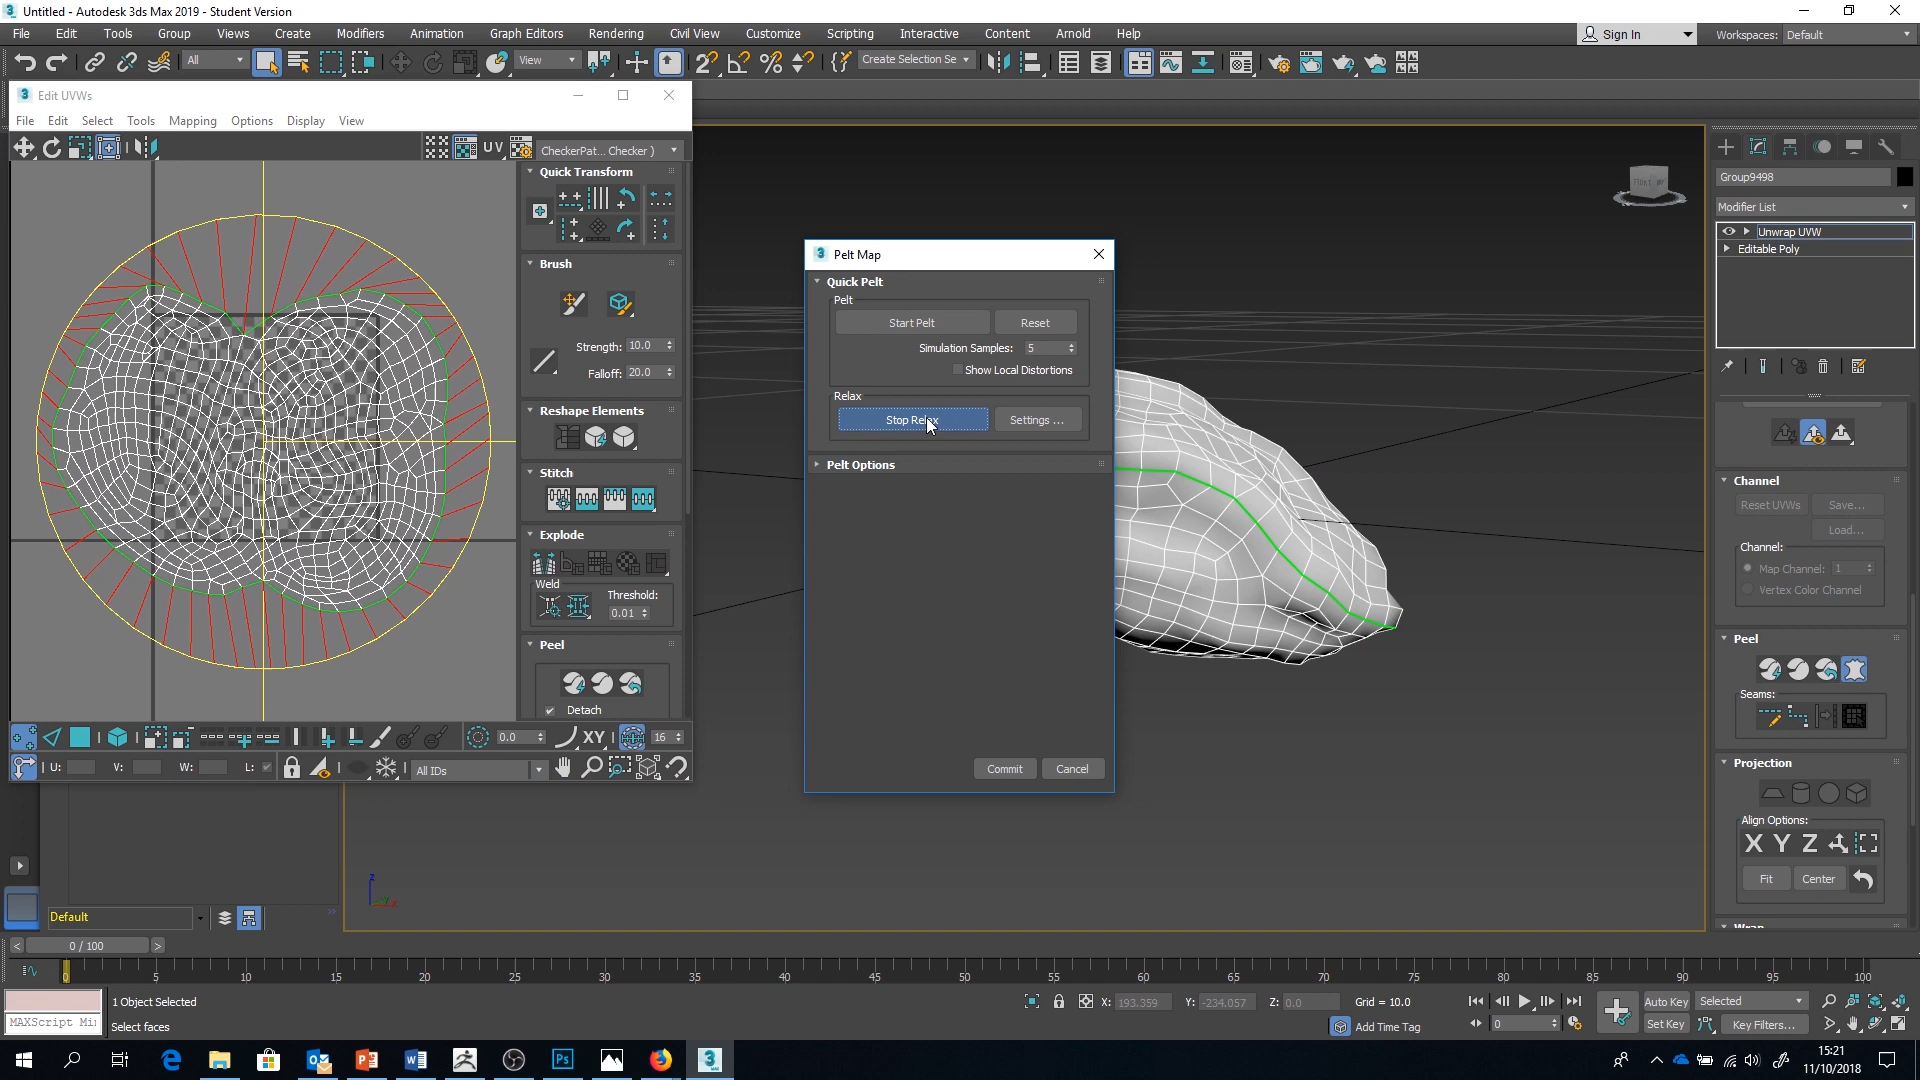 Untitled - Autodesk 3ds Max 2019 - Student Version
File Edit Tools Group Views Create Modifiers Animation Graph Editors Rendering Civil View Customize Scripting Interactive Content Arnold Help
Sign In Workspaces: Default
All View Create Selection Se
Edit UVWs
File Edit Select Tools Mapping Options Display View
UV CheckerPat... Checker )
Quick Transform
Brush
Strength: 10.0
Falloff: 20.0
Reshape Elements
Stitch
Explode
Weld
Threshold:
0.01
Peel
Detach
0.0 XY 16
U: V: W: L: All IDs
Pelt Map
Quick Pelt
Pelt
Start Pelt Reset
Simulation Samples: 5
Show Local Distortions
Relax
Stop Relax Settings ...
Pelt Options
Commit Cancel
Group9498
Modifier List
Unwrap UVW
Editable Poly
Channel
Reset UVWs Save...
Load...
Channel:
Map Channel: 1
Vertex Color Channel
Peel
Seams:
Projection
Align Options:
X Y Z
Fit Center
Wrap
Default
0 / 100
0 5 10 15 20 25 30 35 40 45 50 55 60 65 70 75 80 85 90 95 100
1 Object Selected
MAXScript Mi
Select faces
X: 193.359 Y: -234.057 Z: 0.0 Grid = 10.0
Add Time Tag
Auto Key Selected
0 Set Key Key Filters...
15:21
11/10/2018